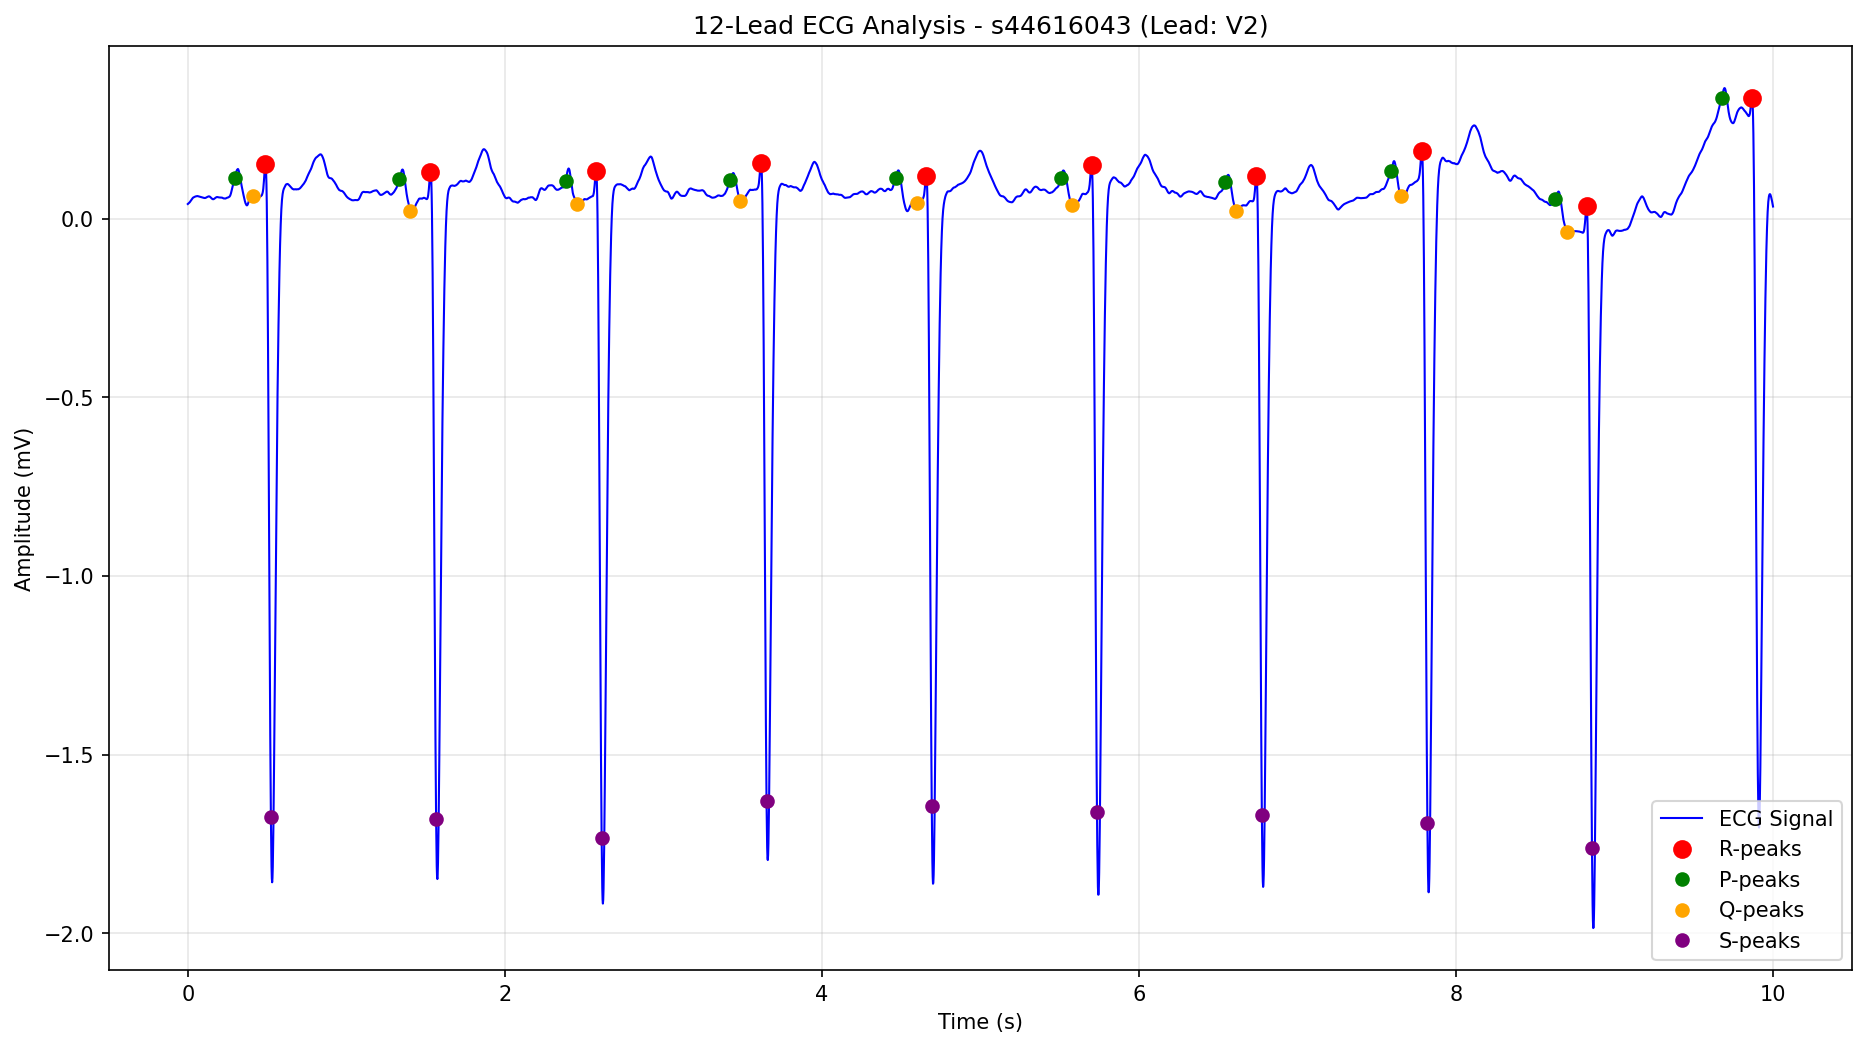 12-Lead ECG Analysis - s44616043 (Lead: V2)
Amplitude (mV)
0.0
−0.5
−1.0
−1.5
−2.0
0
2
4
6
8
10
Time (s)
ECG Signal
R-peaks
P-peaks
Q-peaks
S-peaks